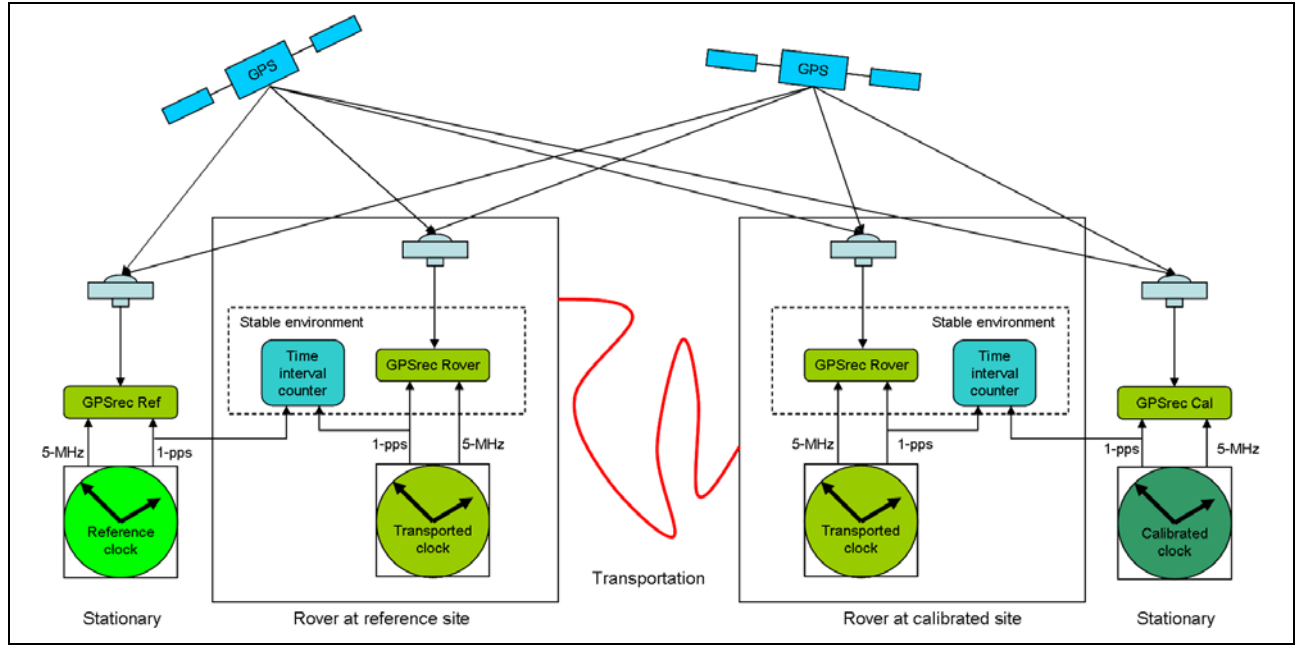 GPS
GPS
Stable environment
Time
interval
counter
GPSrec Rover
GPSrec Ref
5-MHz
1-pps
1-pps
5-MHz
Reference
clock
Transported
clock
Stationary
Rover at reference site
Transportation
Stable environment
GPSrec Rover
Time
interval
counter
GPSrec Cal
5-MHz
1-pps
1-pps
5-MHz
Transported
clock
Calibrated
clock
Rover at calibrated site
Stationary